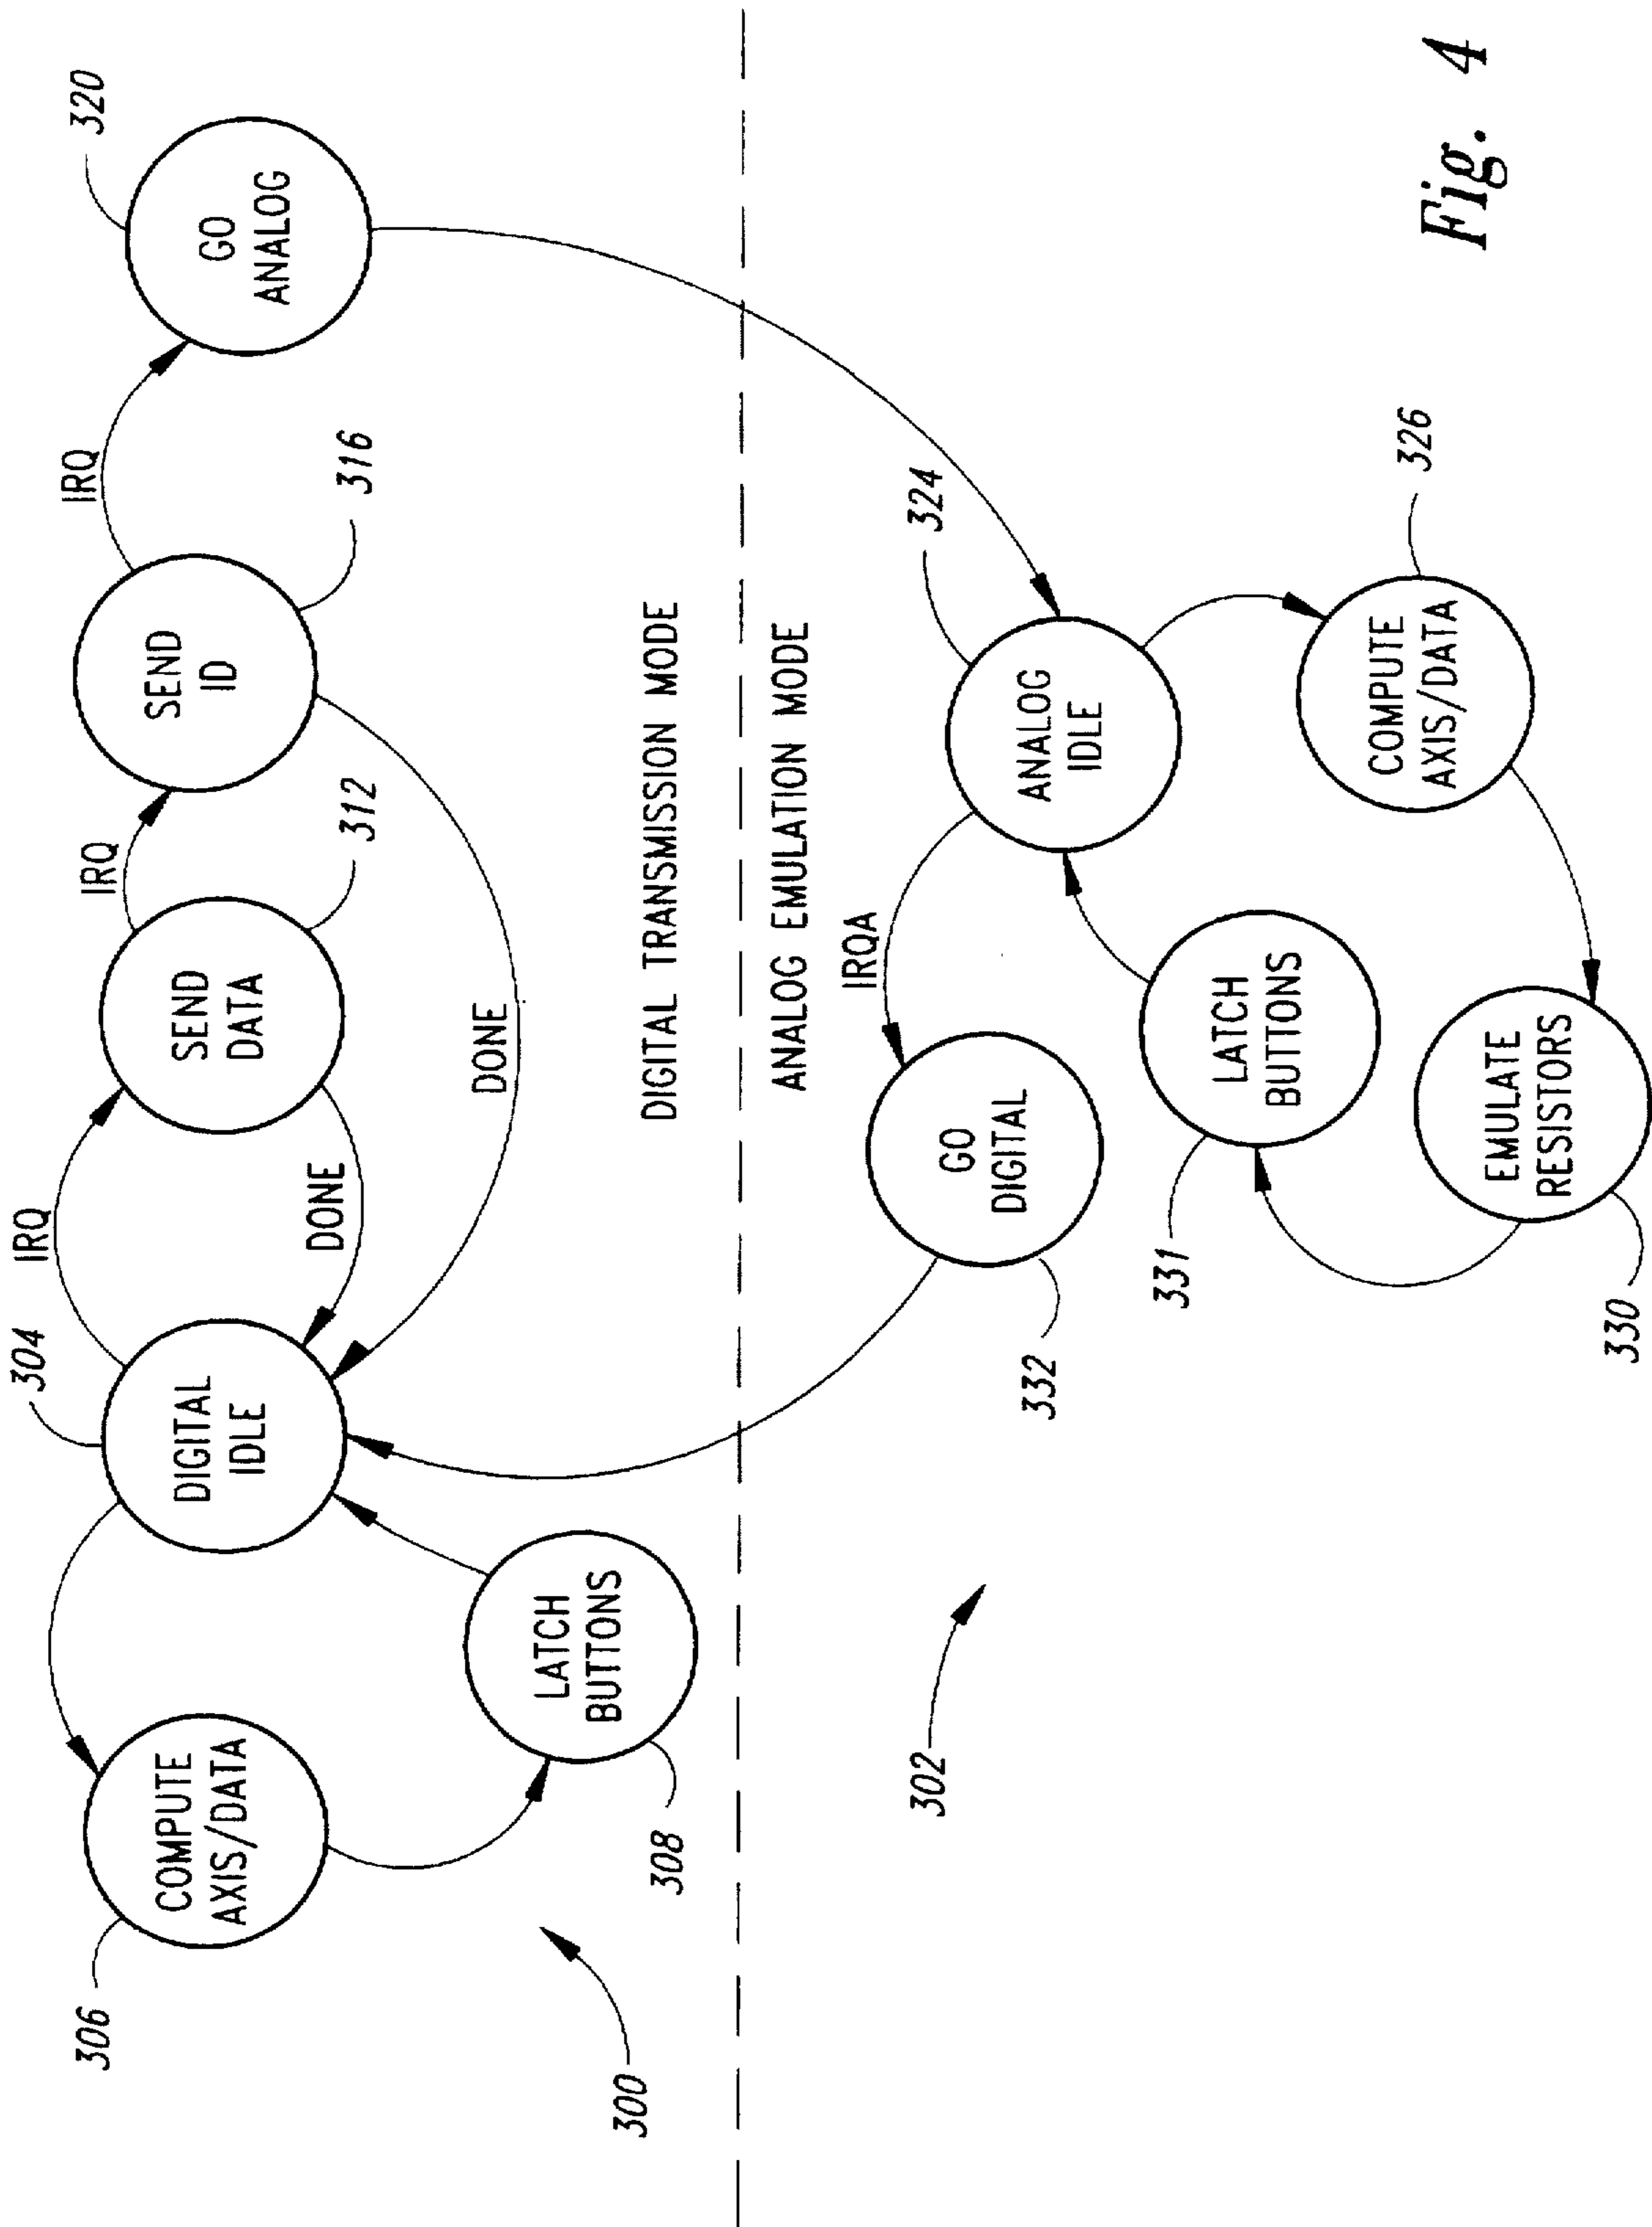 306
COMPUTE
AXIS/DATA
304
DIGITAL
IDLE
IRQ
SEND
DATA
IRQ
312
SEND
ID
IRQ
316
GO
ANALOG
320
DONE
DONE
LATCH
BUTTONS
308
300
DIGITAL TRANSMISSION MODE
ANALOG EMULATION MODE
302
IRQA
GO
DIGITAL
332
324
ANALOG
IDLE
331
LATCH
BUTTONS
326
COMPUTE
AXIS/DATA
330
EMULATE
RESISTORS
Fig. 4